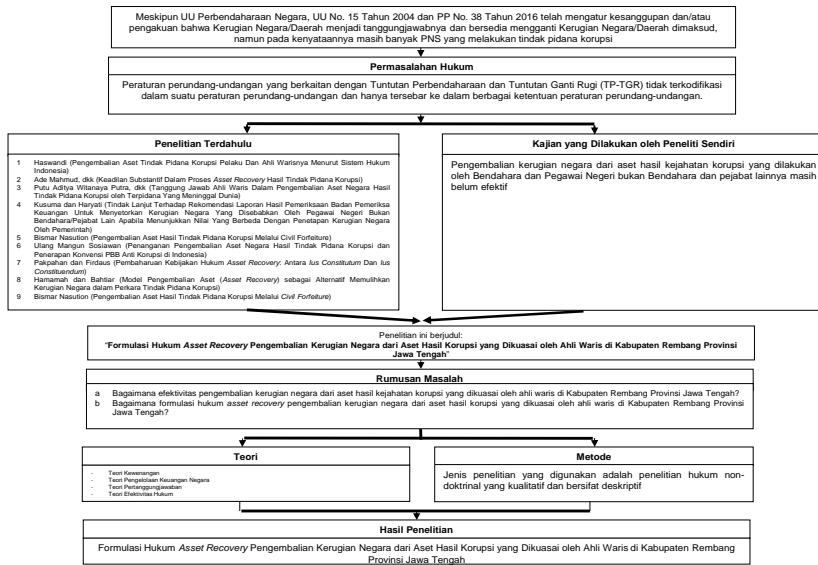 Meskipun UU Perbendaharaan Negara, UU No. 15 Tahun 2004 dan PP No. 38 Tahun 2016 telah mengatur kesanggupan dan/atau
pengakuan bahwa Kerugian Negara/Daerah menjadi tanggungjawabnya dan bersedia mengganti Kerugian Negara/Daerah dimaksud,
namun pada kenyataannya masih banyak PNS yang melakukan tindak pidana korupsi
Permasalahan Hukum
Peraturan perundang-undangan yang berkaitan dengan Tuntutan Perbendaharaan dan Tuntutan Ganti Rugi (TP-TGR) tidak terkodifikasi
dalam suatu peraturan perundang-undangan dan hanya tersebar ke dalam berbagai ketentuan peraturan perundang-undangan.
Penelitian Terdahulu
1 Haswandi (Pengembalian Aset Tindak Pidana Korupsi Pelaku Dan Ahli Warisnya Menurut Sistem Hukum
Indonesia)
2 Ade Mahmud, dkk (Keadilan Substantif Dalam Proses Asset Recovery Hasil Tindak Pidana Korupsi)
3 Putu Aditya Witanaya Putra, dkk (Tanggung Jawab Ahli Waris Dalam Pengembalian Aset Negara Hasil
Tindak Pidana Korupsi oleh Terpidana Yang Meninggal Dunia)
4 Kusuma dan Haryati (Tindak Lanjut Terhadap Rekomendasi Laporan Hasil Pemeriksaan Badan Pemeriksa
Keuangan Untuk Menyetorkan Kerugian Negara Yang Disebabkan Oleh Pegawai Negeri Bukan
Bendahara/Pejabat Lain Apabila Menunjukkan Nilai Yang Berbeda Dengan Penetapan Kerugian Negara
Oleh Pemerintah)
5 Bismar Nasution (Pengembalian Aset Hasil Tindak Pidana Korupsi Melalui Civil Forfeiture)
6 Ulang Mangun Sosiawan (Penanganan Pengembalian Aset Negara Hasil Tindak Pidana Korupsi dan
Penerapan Konvensi PBB Anti Korupsi di Indonesia)
7 Pakpahan dan Firdaus (Pembaharuan Kebijakan Hukum Asset Recovery: Antara Ius Constitutum Dan Ius
Constituendum)
8 Hamamah dan Bahtiar (Model Pengembalian Aset (Asset Recovery) sebagai Alternatif Memulihkan
Kerugian Negara dalam Perkara Tindak Pidana Korupsi)
9 Bismar Nasution (Pengembalian Aset Hasil Tindak Pidana Korupsi Melalui Civil Forfeiture)
Kajian yang Dilakukan oleh Peneliti Sendiri
Pengembalian kerugian negara dari aset hasil kejahatan korupsi yang dilakukan
oleh Bendahara dan Pegawai Negeri bukan Bendahara dan pejabat lainnya masih
belum efektif
Penelitian ini berjudul:
"Formulasi Hukum Asset Recovery Pengembalian Kerugian Negara dari Aset Hasil Korupsi yang Dikuasai oleh Ahli Waris di Kabupaten Rembang Provinsi
Jawa Tengah"
Rumusan Masalah
a Bagaimana efektivitas pengembalian kerugian negara dari aset hasil kejahatan korupsi yang dikuasai oleh ahli waris di Kabupaten Rembang Provinsi Jawa Tengah?
b Bagaimana formulasi hukum asset recovery pengembalian kerugian negara dari aset hasil korupsi yang dikuasai oleh ahli waris di Kabupaten Rembang Provinsi
Jawa Tengah?
Teori
- Teori Kewenangan
- Teori Pengelolaan Keuangan Negara
- Teori Pertanggungjawaban
- Teori Efektivitas Hukum
Metode
Jenis penelitian yang digunakan adalah penelitian hukum non-
doktrinal yang kualitatif dan bersifat deskriptif
Hasil Penelitian
Formulasi Hukum Asset Recovery Pengembalian Kerugian Negara dari Aset Hasil Korupsi yang Dikuasai oleh Ahli Waris di Kabupaten Rembang
Provinsi Jawa Tengah